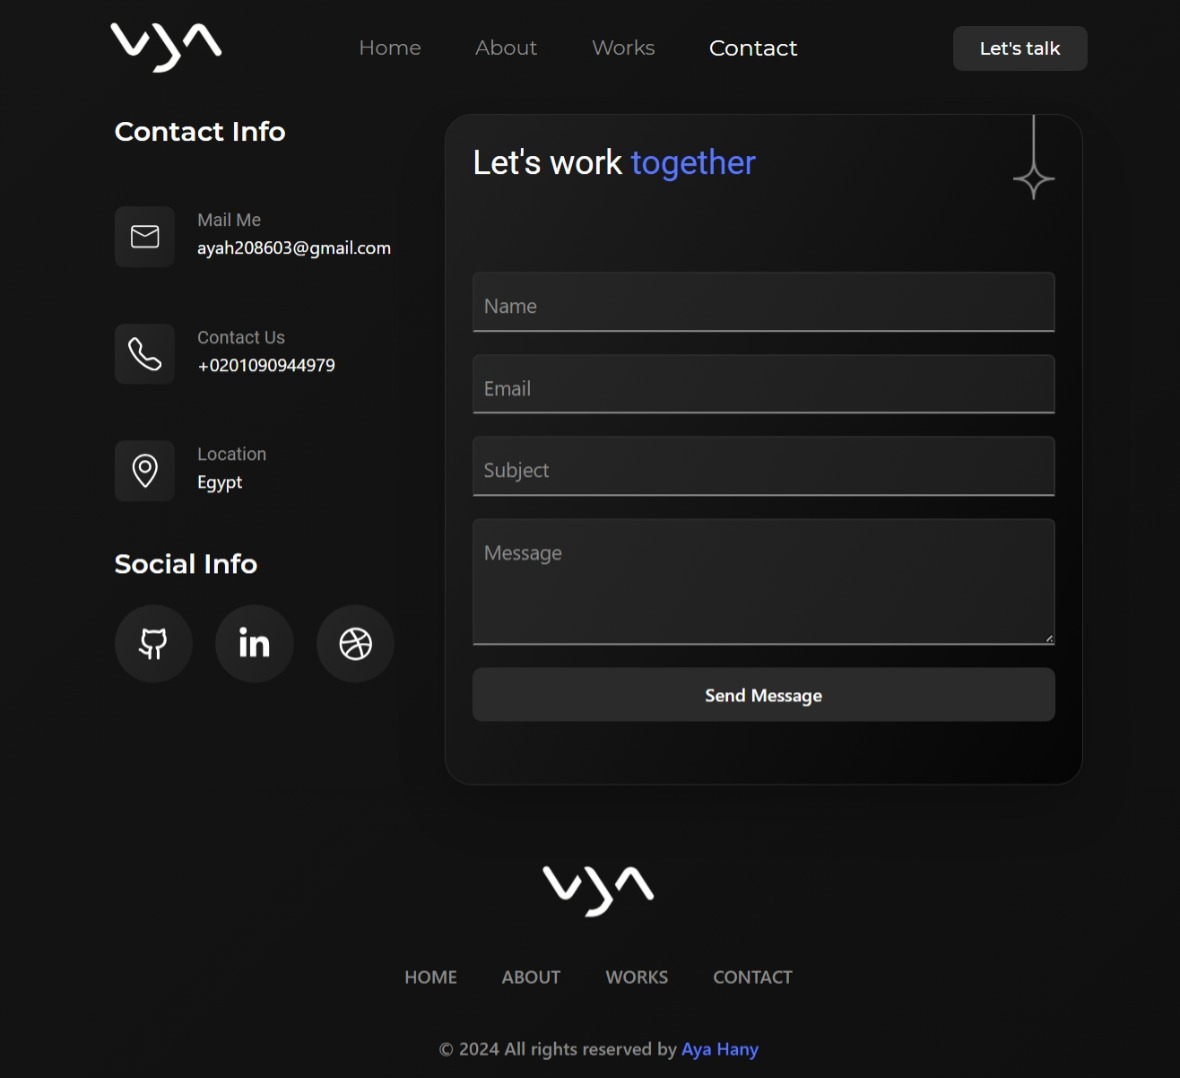 Home About Works Contact Let's talk
Contact Info
Mail Me
ayah208603@gmail.com
Contact Us
+0201090944979
Location
Egypt
Social Info
in
Let's work together
Name
Email
Subject
Message
Send Message
HOME ABOUT WORKS CONTACT
© 2024 All rights reserved by Aya Hany